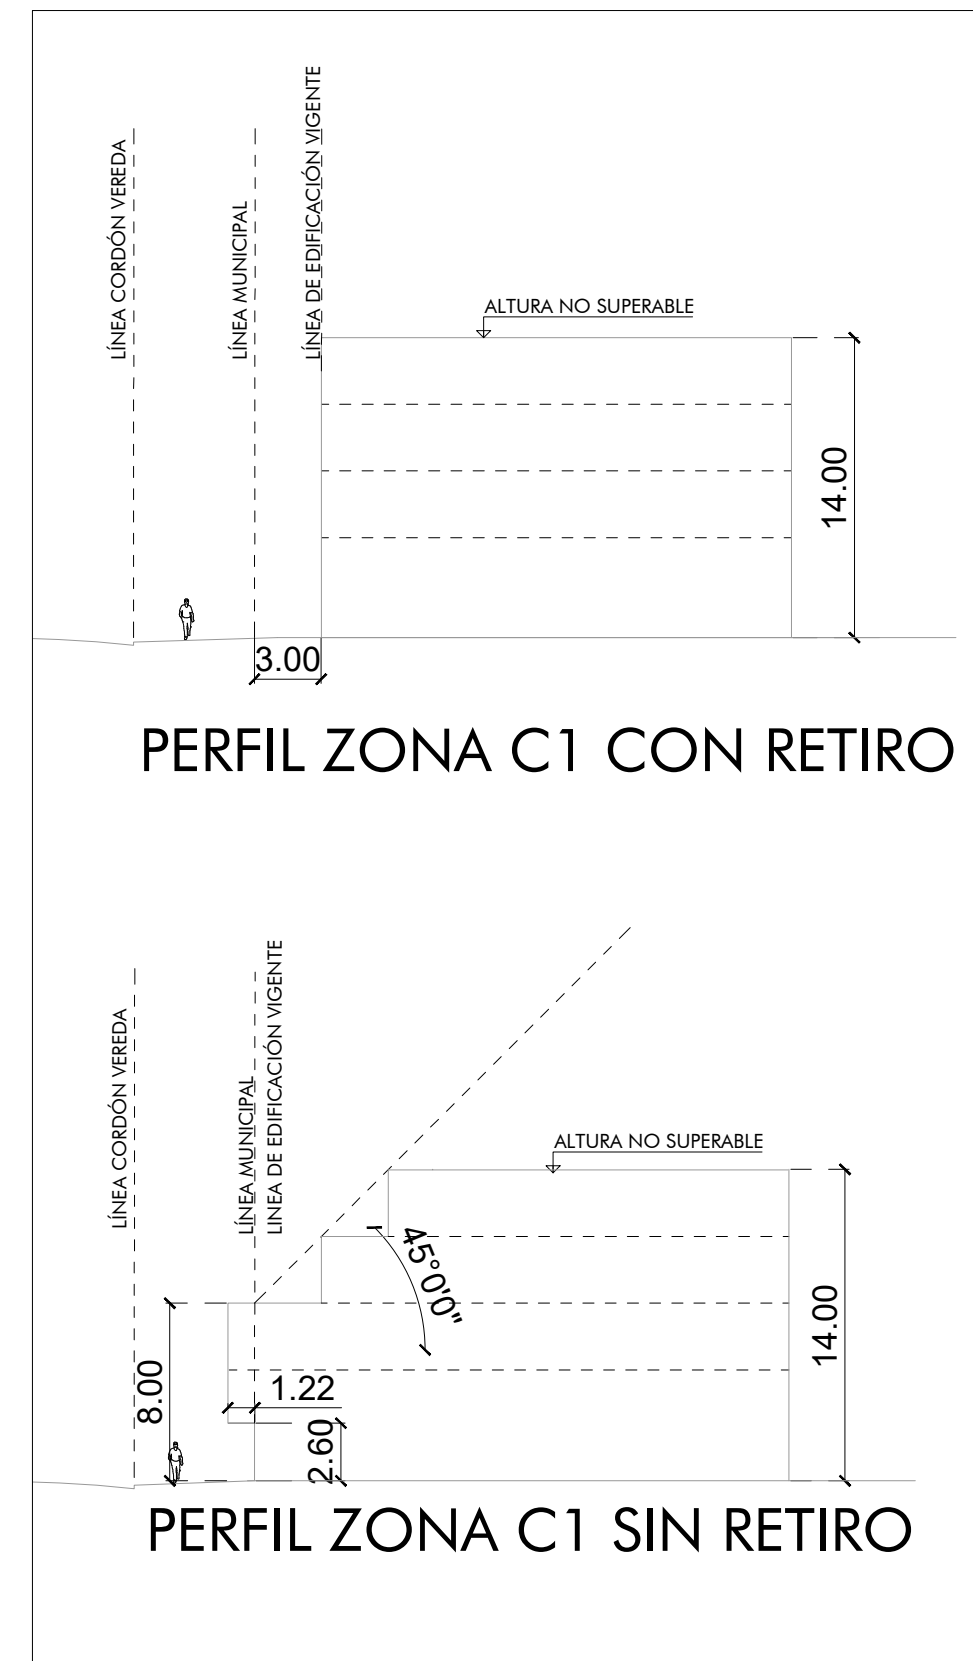 LÍNEA CORDÓN VEREDA
LÍNEA MUNICIPAL
LÍNEA DE EDIFICACIÓN VIGENTE
ALTURA NO SUPERABLE
14.00
3.00
PERFIL ZONA C1 CON RETIRO
LÍNEA CORDÓN VEREDA
LÍNEA MUNICIPAL
LINEA DE EDIFICACIÓN VIGENTE
ALTURA NO SUPERABLE
45°0'0"
14.00
8.00
1.22
2.60
PERFIL ZONA C1 SIN RETIRO